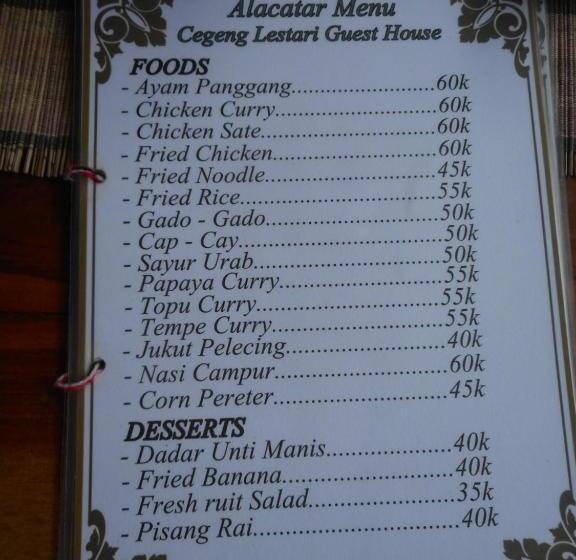 Alacatar Menu
Cegeng Lestari Guest House
FOODS
- Ayam Panggang........................60k
- Chicken Curry...........................60k
- Chicken Sate.............................60k
- Fried Chicken...........................60k
- Fried Noodle.............................45k
- Fried Rice.................................55k
- Gado - Gado.............................50k
- Cap - Cay..................................50k
- Sayur Urab...............................50k
- Papaya Curry...........................55k
- Topu Curry...............................55k
- Tempe Curry.............................55k
- Jukut Pelecing...........................40k
- Nasi Campur.............................60k
- Corn Pereter.............................45k
DESSERTS
- Dadar Unti Manis.....................40k
- Fried Banana.............................40k
- Fresh ruit Salad........................35k
- Pisang Rai..................................40k